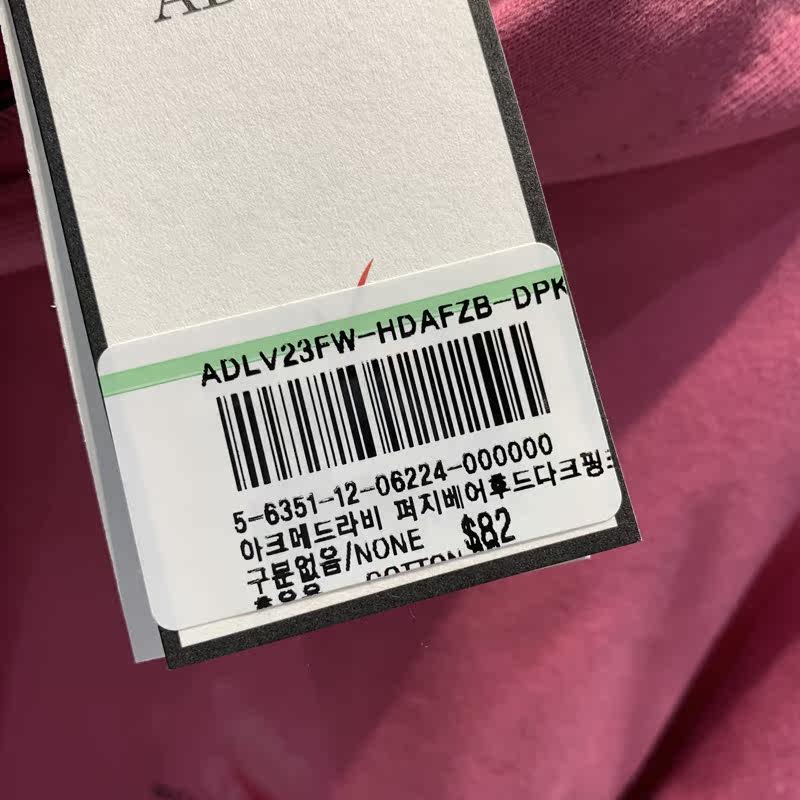 ADLV23FW-HDAFZB-DPK
5-6351-12-06224-000000
아크메드라비 퍼지베어후드다크핑크
구분없음/NONE $82
COTTON